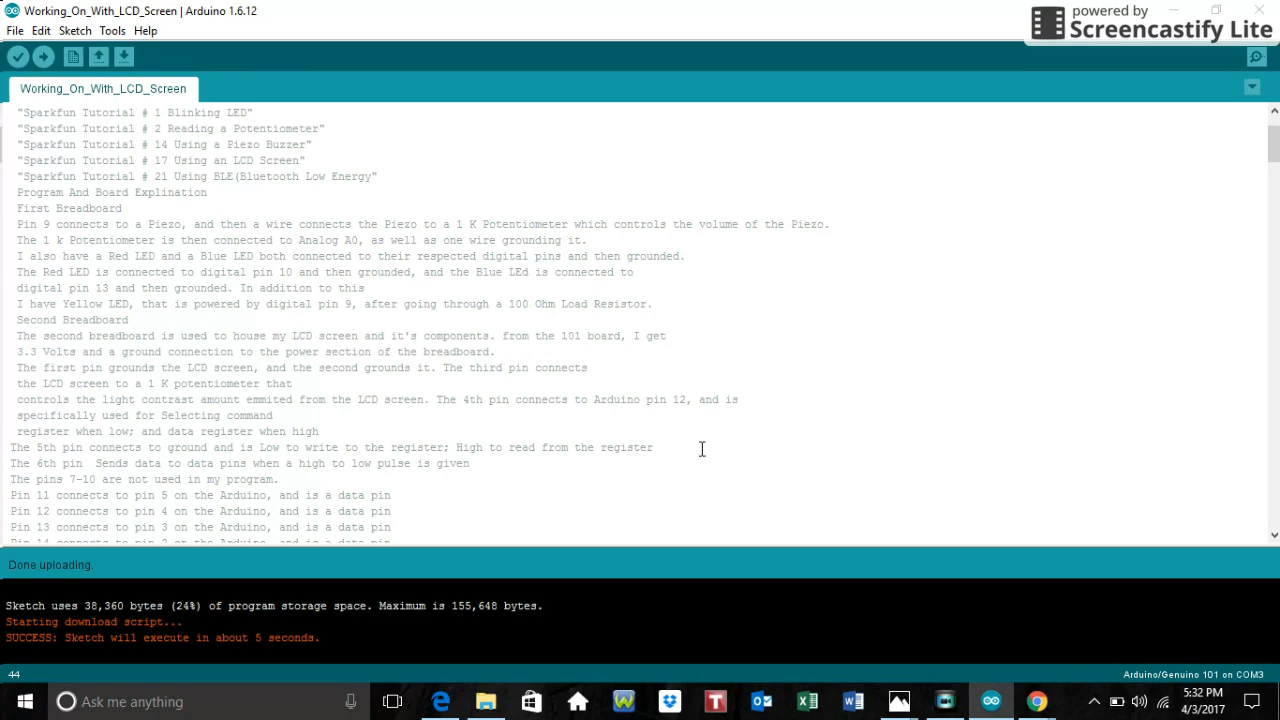 Working_On_With_LCD_Screen | Arduino 1.6.12
powered by
Screencastify Lite
File Edit Sketch Tools Help
Working_On_With_LCD_Screen
"Sparkfun Tutorial # 1 Blinking LED"
"Sparkfun Tutorial # 2 Reading a Potentiometer"
"Sparkfun Tutorial # 14 Using a Piezo Buzzer"
"Sparkfun Tutorial # 17 Using an LCD Screen"
"Sparkfun Tutorial # 21 Using BLE(Bluetooth Low Energy"
Program And Board Explination
First Breadboard
Pin 9 connects to a Piezo, and then a wire connects the Piezo to a 1 K Potentiometer which controls the volume of the Piezo.
The 1 k Potentiometer is then connected to Analog A0, as well as one wire grounding it.
I also have a Red LED and a Blue LED both connected to their respected digital pins and then grounded.
The Red LED is connected to digital pin 10 and then grounded, and the Blue LEd is connected to
digital pin 13 and then grounded. In addition to this
I have Yellow LED, that is powered by digital pin 9, after going through a 100 Ohm Load Resistor.
Second Breadboard
The second breadboard is used to house my LCD screen and it's components. from the 101 board, I get
3.3 Volts and a ground connection to the power section of the breadboard.
The first pin grounds the LCD screen, and the second grounds it. The third pin connects
the LCD screen to a 1 K potentiometer that
controls the light contrast amount emmited from the LCD screen. The 4th pin connects to Arduino pin 12, and is
specifically used for Selecting command
register when low; and data register when high
The 5th pin connects to ground and is Low to write to the register; High to read from the register
The 6th pin  Sends data to data pins when a high to low pulse is given
The pins 7-10 are not used in my program.
Pin 11 connects to pin 5 on the Arduino, and is a data pin
Pin 12 connects to pin 4 on the Arduino, and is a data pin
Pin 13 connects to pin 3 on the Arduino, and is a data pin
Pin 14 connects to pin 2 on the Arduino, and is a data pin
Done uploading.
Sketch uses 38,360 bytes (24%) of program storage space. Maximum is 155,648 bytes.
Starting download script...
SUCCESS: Sketch will execute in about 5 seconds.
44
Arduino/Genuino 101 on COM3
Ask me anything
5:32 PM
4/3/2017